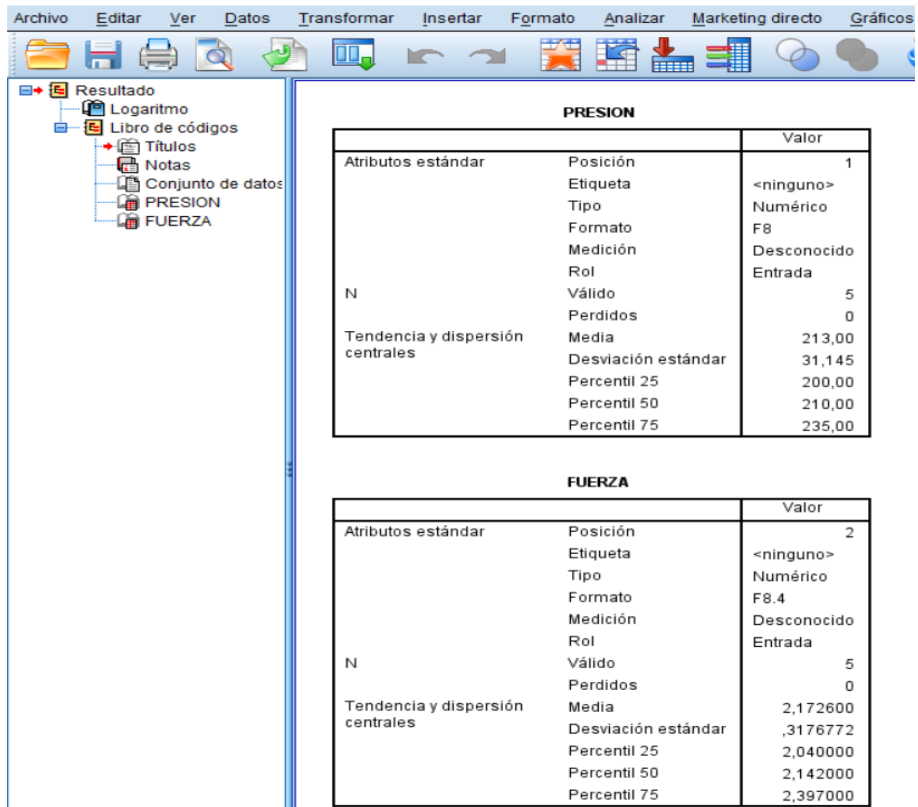 Archivo Editar Ver Datos Transformar Insertar Formato Analizar Marketing directo Gráficos
Resultado
Logaritmo
Libro de códigos
Títulos
Notas
Conjunto de datos
PRESION
FUERZA
PRESION
Valor
Atributos estándar Posición 1
Etiqueta <ninguno>
Tipo Numérico
Formato F8
Medición Desconocido
Rol Entrada
N Válido 5
Perdidos 0
Tendencia y dispersión centrales Media 213,00
Desviación estándar 31,145
Percentil 25 200,00
Percentil 50 210,00
Percentil 75 235,00
FUERZA
Valor
Atributos estándar Posición 2
Etiqueta <ninguno>
Tipo Numérico
Formato F8.4
Medición Desconocido
Rol Entrada
N Válido 5
Perdidos 0
Tendencia y dispersión centrales Media 2,172600
Desviación estándar ,3176772
Percentil 25 2,040000
Percentil 50 2,142000
Percentil 75 2,397000